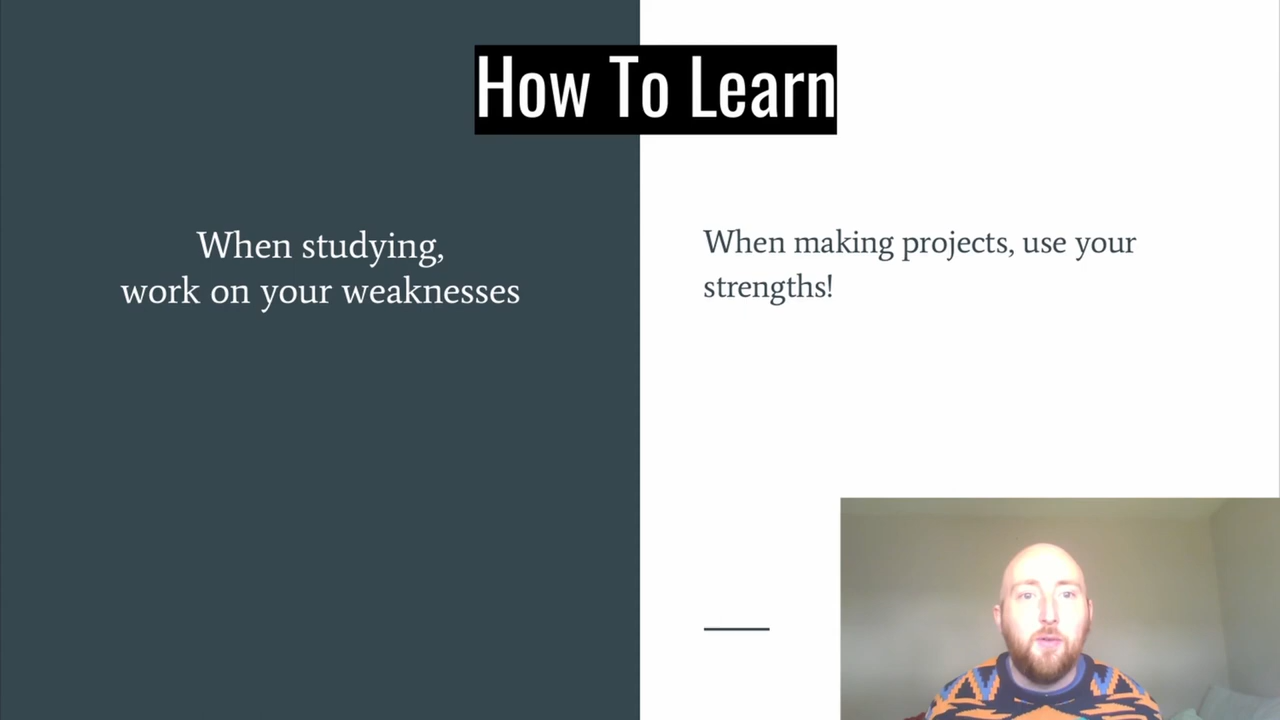 How To Learn
When studying,
work on your weaknesses
When making projects, use your
strengths!